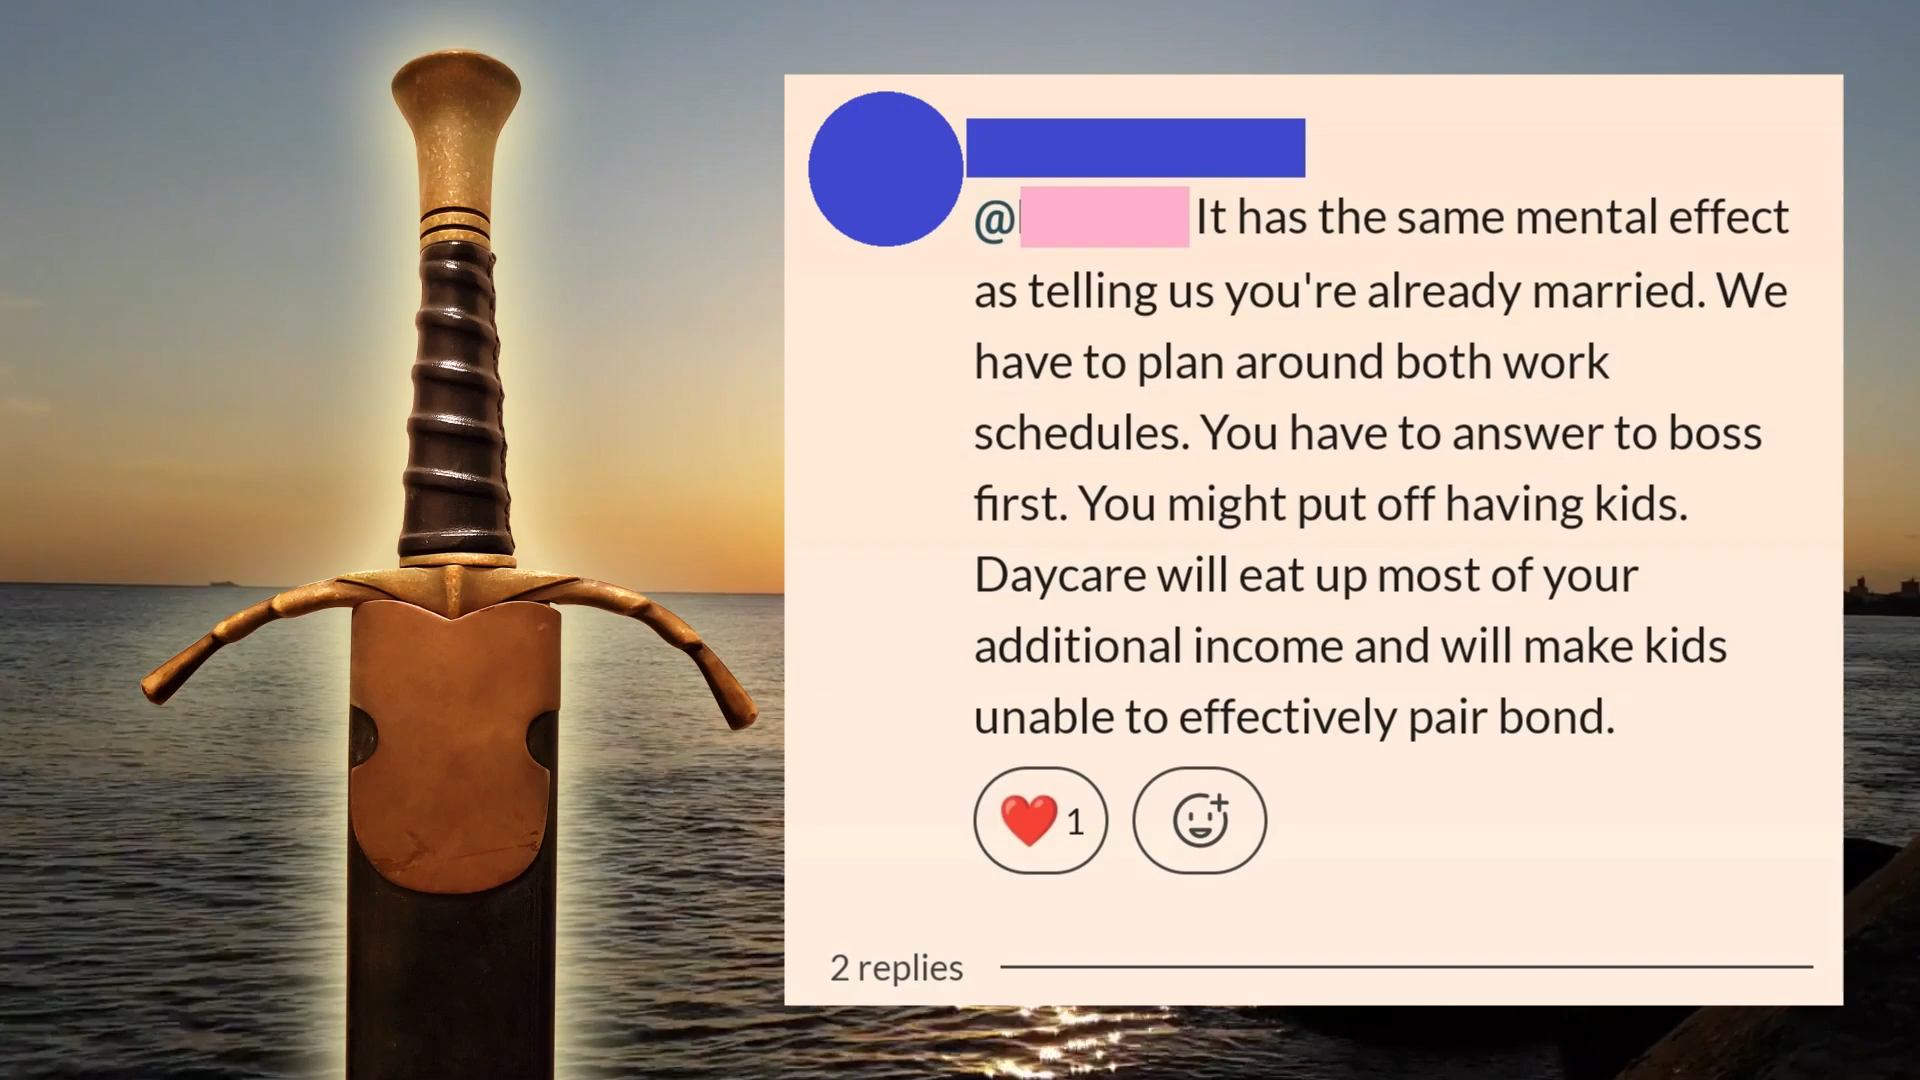 @ It has the same mental effect
as telling us you're already married. We
have to plan around both work
schedules. You have to answer to boss
first. You might put off having kids.
Daycare will eat up most of your
additional income and will make kids
unable to effectively pair bond.
1
2 replies